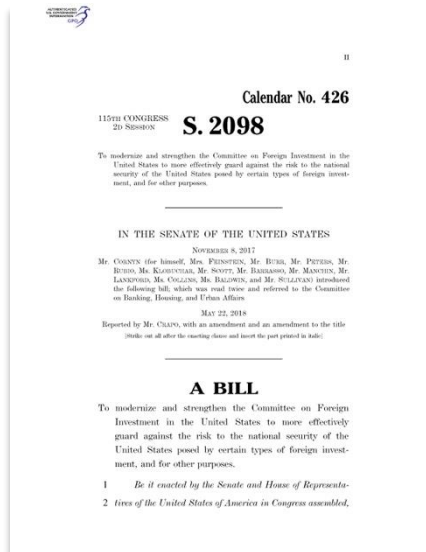 AUTHENTICATED
U.S. GOVERNMENT
INFORMATION
GPO
II
Calendar No. 426
115TH CONGRESS
2D SESSION
S. 2098
To modernize and strengthen the Committee on Foreign Investment in the
United States to more effectively guard against the risk to the national
security of the United States posed by certain types of foreign invest-
ment, and for other purposes.
IN THE SENATE OF THE UNITED STATES
NOVEMBER 8, 2017
Mr. CORNYN (for himself, Mrs. FEINSTEIN, Mr. BURR, Mr. PETERS, Mr.
RUBIO, Ms. KLOBUCHAR, Mr. SCOTT, Mr. BARRASSO, Mr. MANCHIN, Mr.
LANKFORD, Ms. COLLINS, Ms. BALDWIN, and Mr. SULLIVAN) introduced
the following bill; which was read twice and referred to the Committee
on Banking, Housing, and Urban Affairs
MAY 22, 2018
Reported by Mr. CRAPO, with an amendment and an amendment to the title
[Strike out all after the enacting clause and insert the part printed in italic]
A BILL
To modernize and strengthen the Committee on Foreign
Investment in the United States to more effectively
guard against the risk to the national security of the
United States posed by certain types of foreign invest-
ment, and for other purposes.
1 Be it enacted by the Senate and House of Representa-
2 tives of the United States of America in Congress assembled,